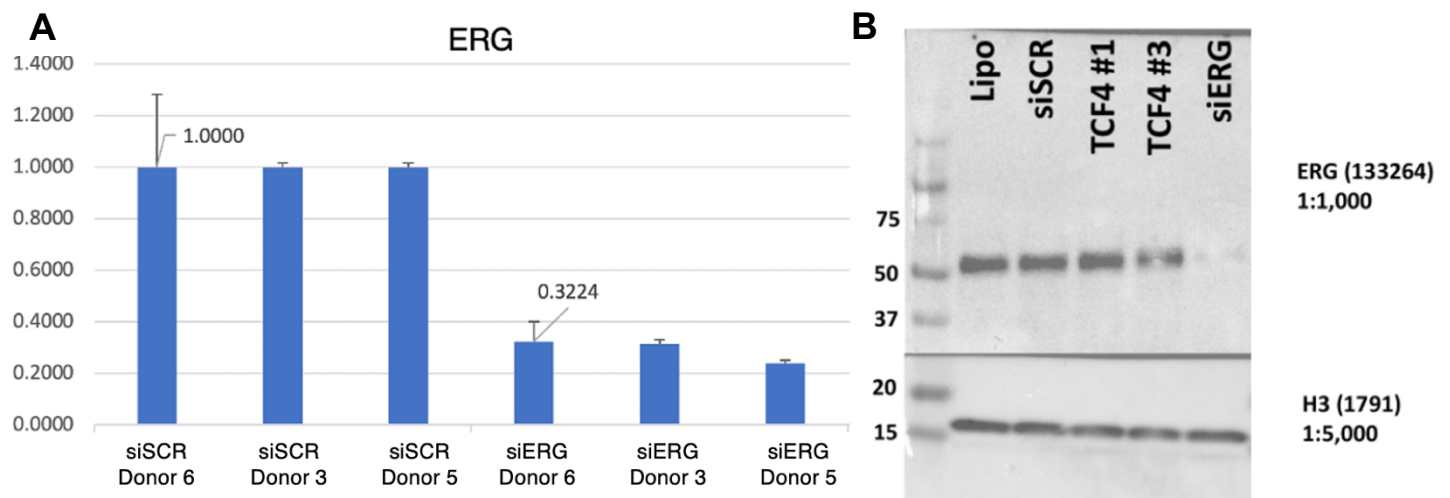 A
ERG
1.4000
1.2000
1.0000
0.8000
0.6000
0.4000
0.2000
0.0000
1.0000
0.3224
siSCR
Donor 6
siSCR
Donor 3
siSCR
Donor 5
siERG
Donor 6
siERG
Donor 3
siERG
Donor 5
B
Lipo
siSCR
TCF4 #1
TCF4 #3
siERG
75
50
37
20
15
ERG (133264)
1:1,000
H3 (1791)
1:5,000